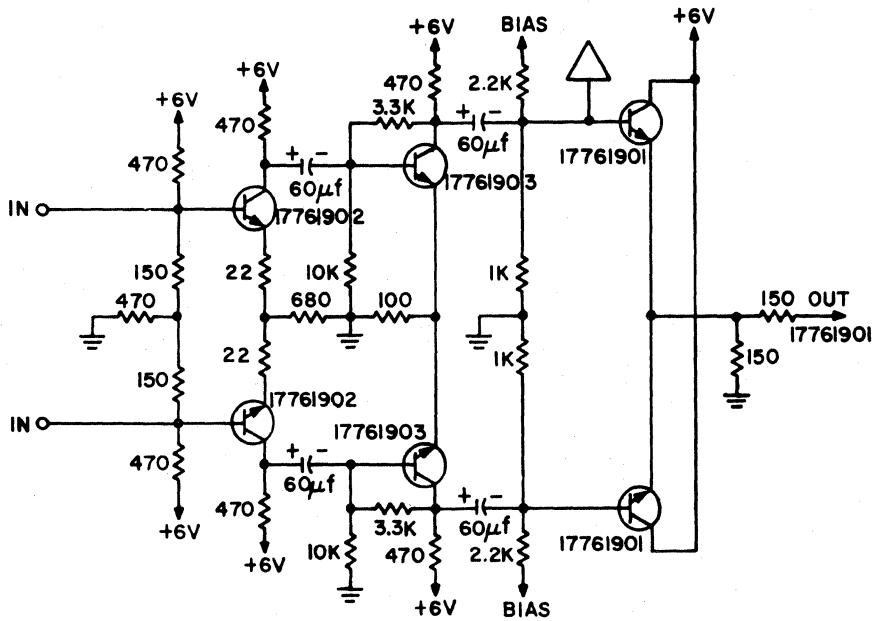 +6V
+6V
BIAS
+6V
+6V
470
2.2K
3.3K
+ -
60µf
470
470
+ -
60µf
17761901
17761903
IN
17761902
150
22
10K
1K
470
680
100
150 OUT
17761901
22
1K
150
150
17761902
IN
17761903
470
+ -
60µf
+ -
60µf
470
3.3K
17761901
+6V
10K
470
2.2K
+6V
+6V
BIAS